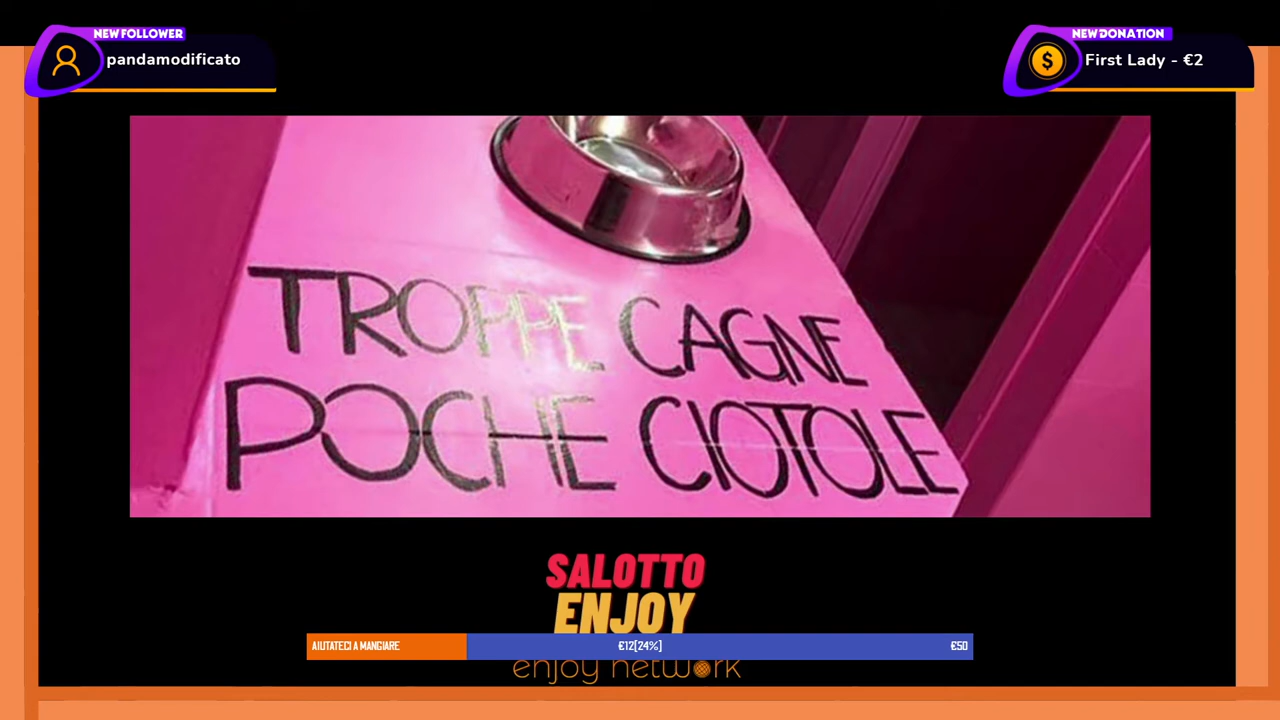 NEW FOLLOWER
pandamodificato
NEW DONATION
First Lady - €2
TROPPE CAGNE
POCHE CIOTOLE
SALOTTO
ENJOY
AIUTATECI A MANGIARE €12[24%] €50
enjoy network